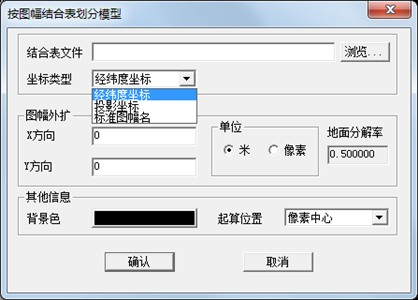 按图幅结合表划分模型
结合表文件
浏览...
坐标类型
经纬度坐标
经纬度坐标
投影坐标
标准图幅名
图幅外扩
X方向
0
单位
米
像素
地面分解率
0.500000
Y方向
0
其他信息
背景色
起算位置
像素中心
确认
取消